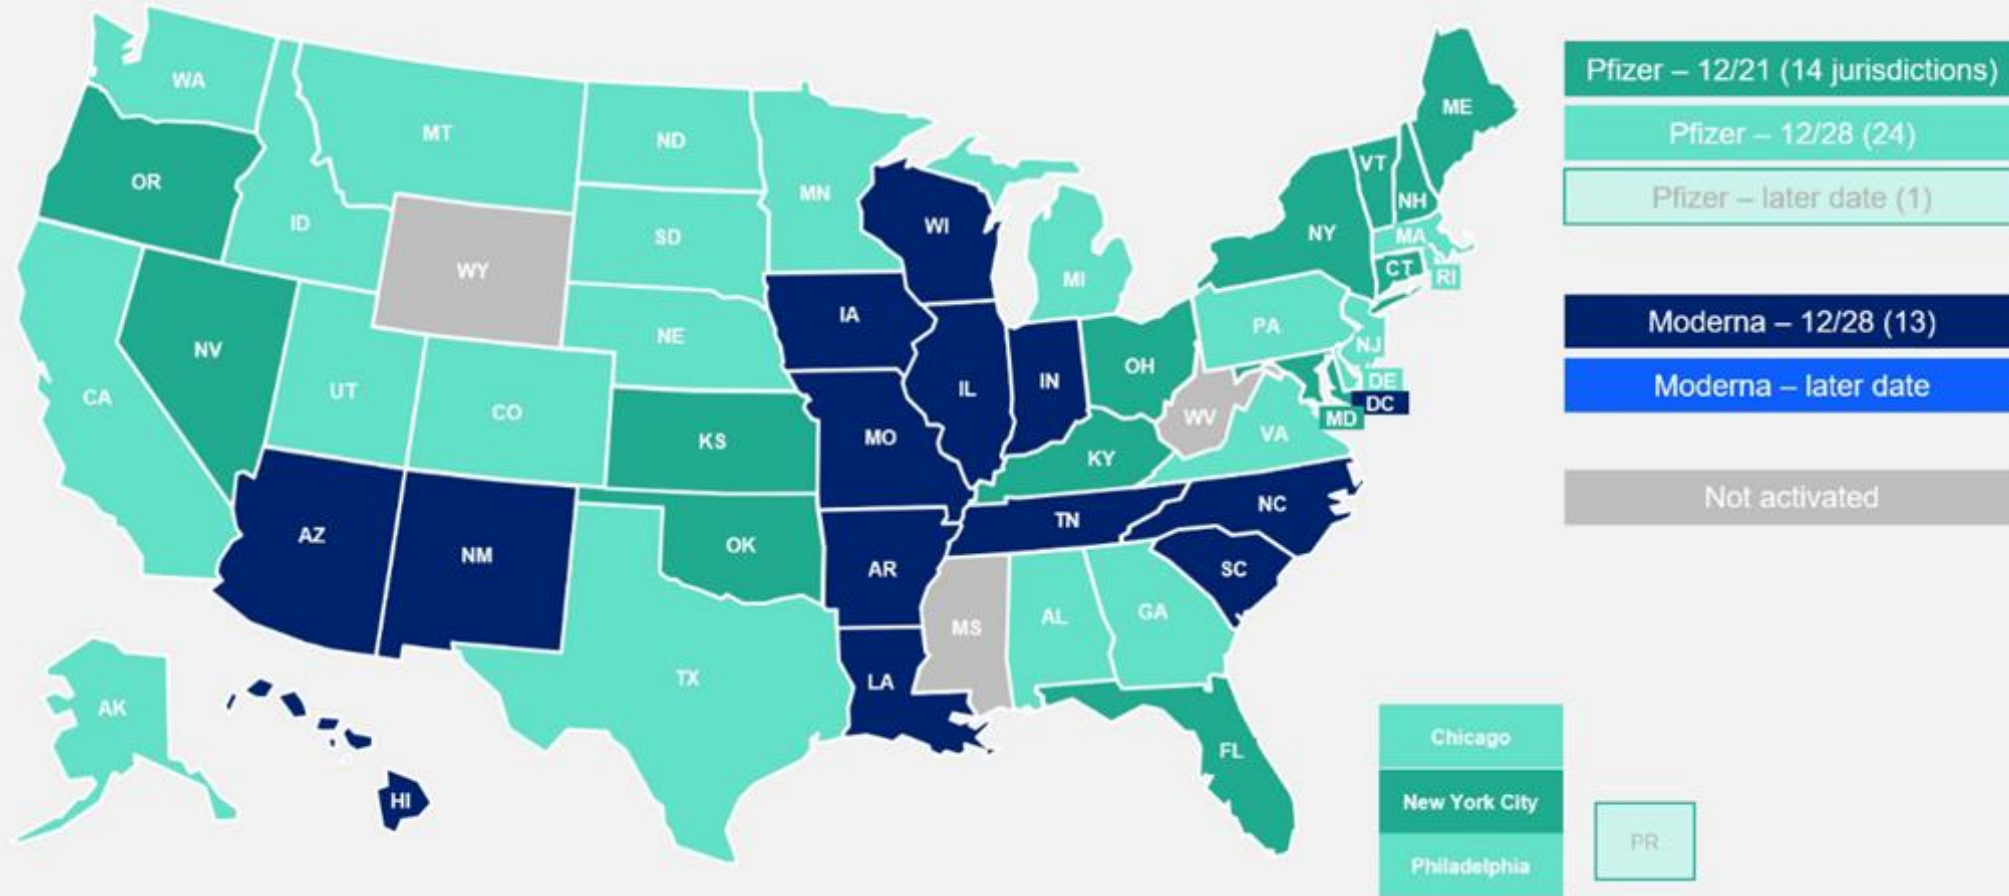 WA
MT
ND
MN
OR
ID
WY
SD
WI
MI
ME
VT
NH
NY
MA
CT
RI
NV
CA
UT
CO
NE
IA
IL
IN
OH
PA
NJ
DE
DC
MD
WV
VA
KS
MO
KY
AZ
NM
OK
AR
TN
NC
SC
TX
LA
MS
AL
GA
FL
AK
HI
Pfizer – 12/21 (14 jurisdictions)
Pfizer – 12/28 (24)
Pfizer – later date (1)
Moderna – 12/28 (13)
Moderna – later date
Not activated
Chicago
New York City
Philadelphia
PR